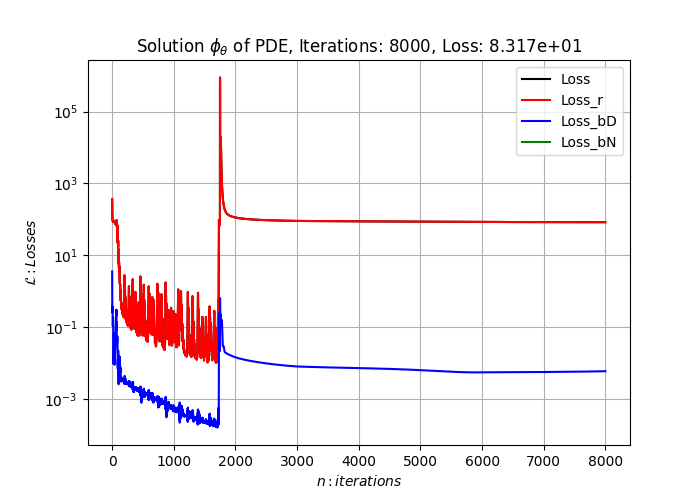 Solution ϕ_θ of PDE, Iterations: 8000, Loss: 8.317e+01
Loss
Loss_r
Loss_bD
Loss_bN
10^5
10^3
10^1
10^−1
10^−3
ℒ : Losses
0 1000 2000 3000 4000 5000 6000 7000 8000
n : iterations